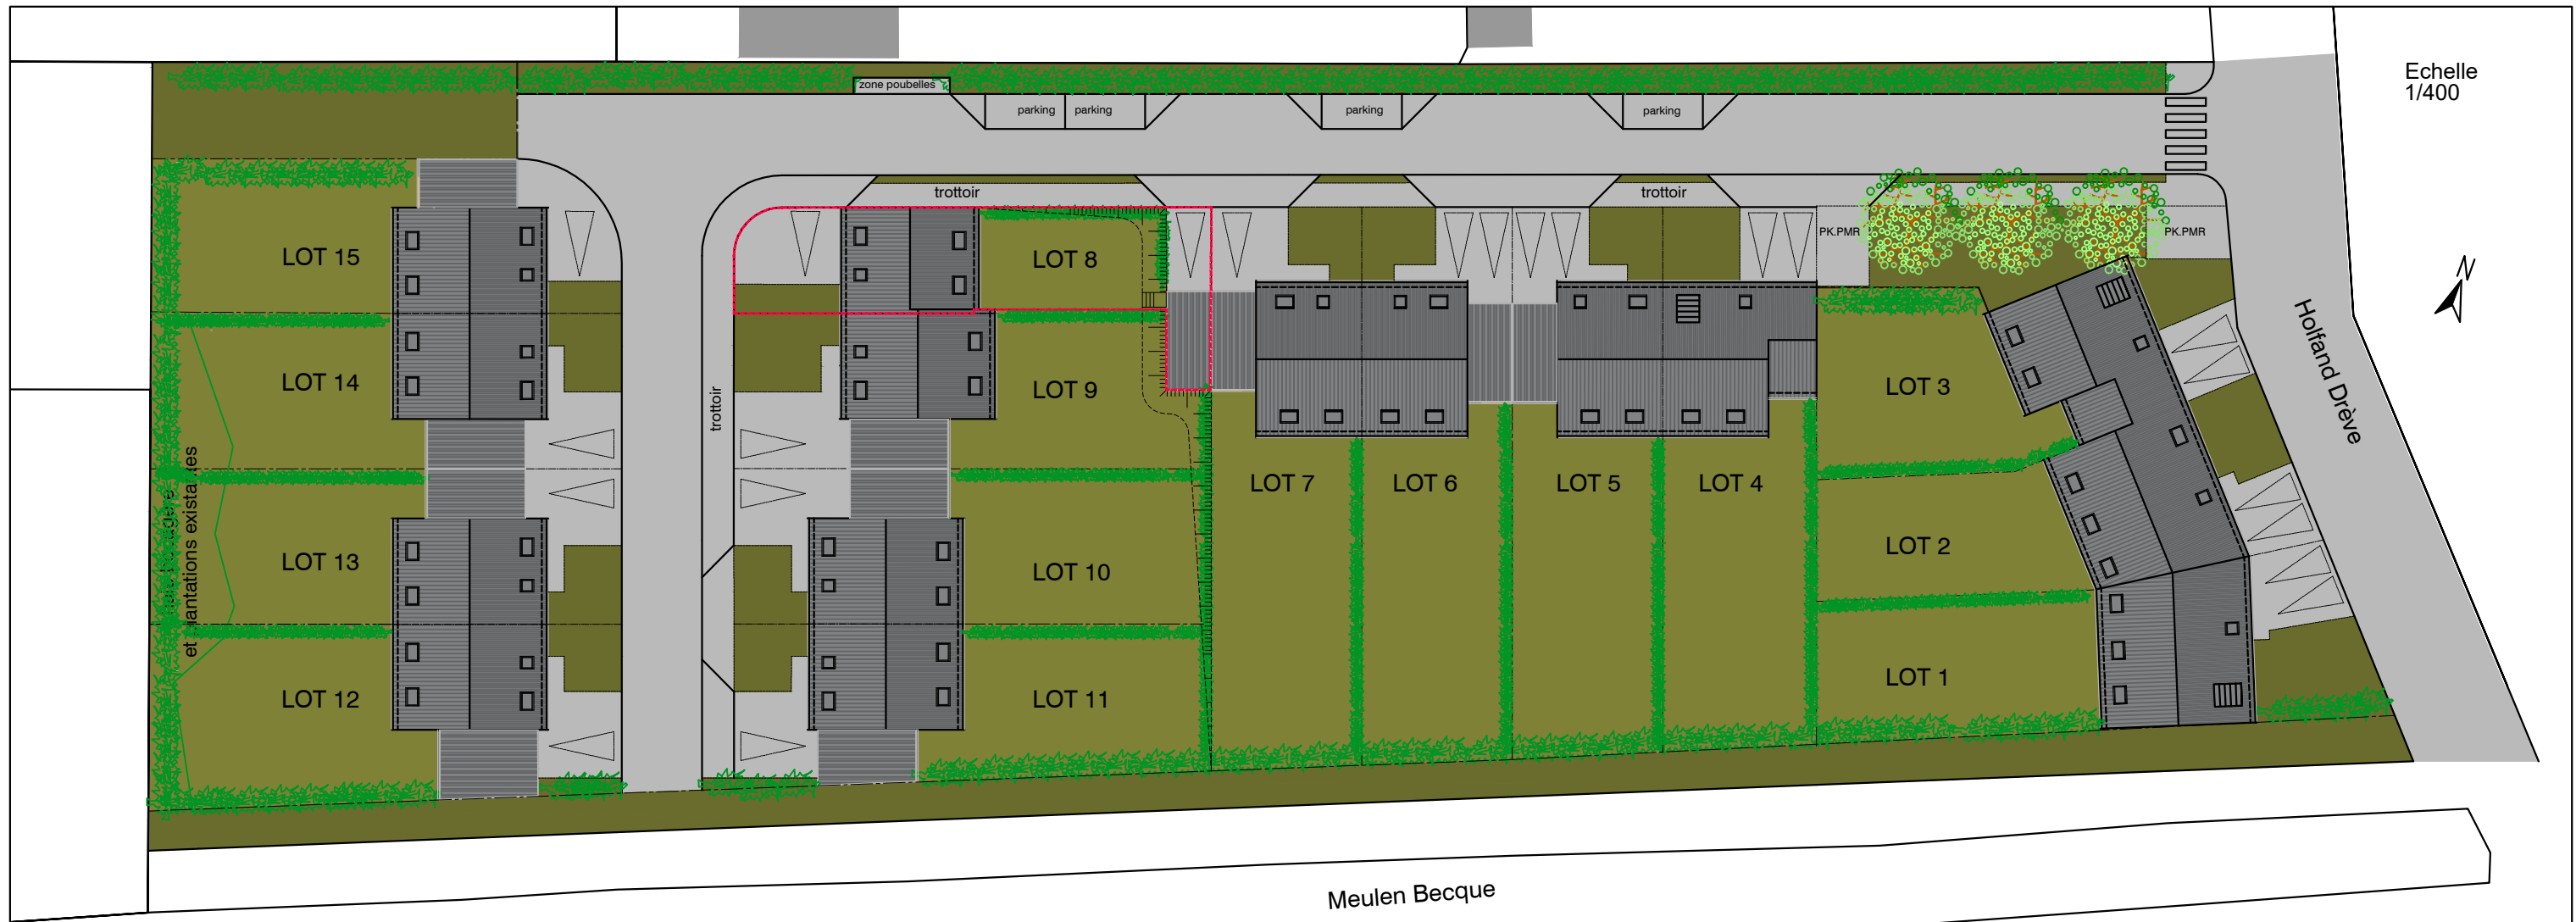 Echelle
1/400
zone poubelles
parking
parking
parking
parking
trottoir
trottoir
PK.PMR
PK.PMR
N
LOT 15
LOT 8
Holfand Drève
LOT 14
LOT 9
LOT 3
trottoir
LOT 7
LOT 6
LOT 5
LOT 4
LOT 13
LOT 10
LOT 2
et
LOT 12
LOT 11
LOT 1
Meulen Becque